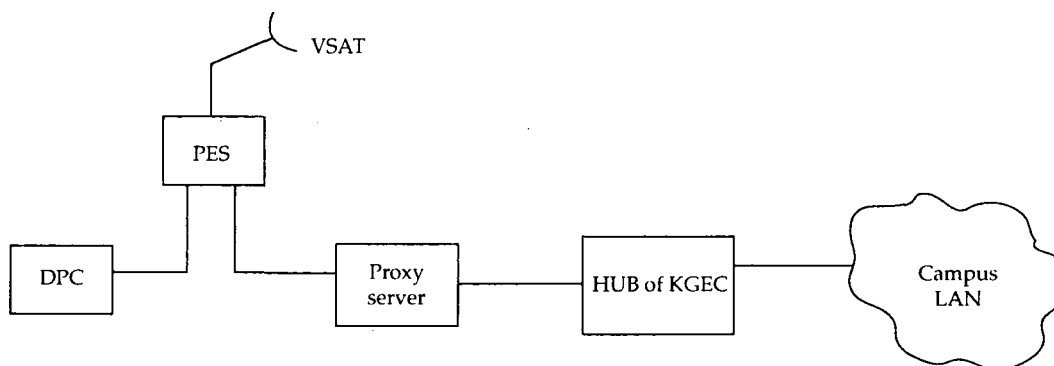 VSAT
PES
DPC
Proxy
server
HUB of KGEC
Campus
LAN